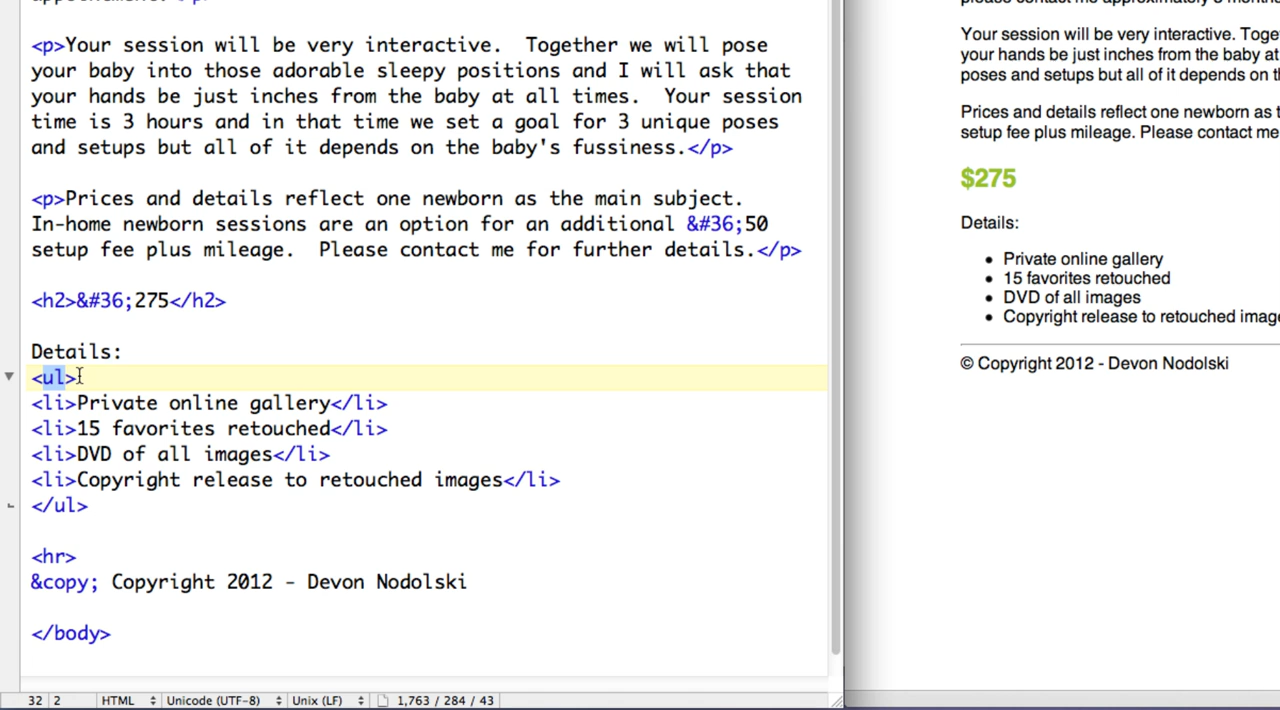 <p>Your session will be very interactive.  Together we will pose
your baby into those adorable sleepy positions and I will ask that
your hands be just inches from the baby at all times.  Your session
time is 3 hours and in that time we set a goal for 3 unique poses
and setups but all of it depends on the baby's fussiness.</p>
<p>Prices and details reflect one newborn as the main subject.
In-home newborn sessions are an option for an additional &#36;50
setup fee plus mileage.  Please contact me for further details.</p>
<h2>&#36;275</h2>
Details:
<ul>
<li>Private online gallery</li>
<li>15 favorites retouched</li>
<li>DVD of all images</li>
<li>Copyright release to retouched images</li>
</ul>
<hr>
&copy; Copyright 2012 - Devon Nodolski
</body>
32 2 HTML Unicode (UTF-8) Unix (LF) 1,763 / 284 / 43
Your session will be very interactive. Toge
your hands be just inches from the baby at
poses and setups but all of it depends on th
Prices and details reflect one newborn as t
setup fee plus mileage. Please contact me
$275
Details:
• Private online gallery
• 15 favorites retouched
• DVD of all images
• Copyright release to retouched imag
© Copyright 2012 - Devon Nodolski